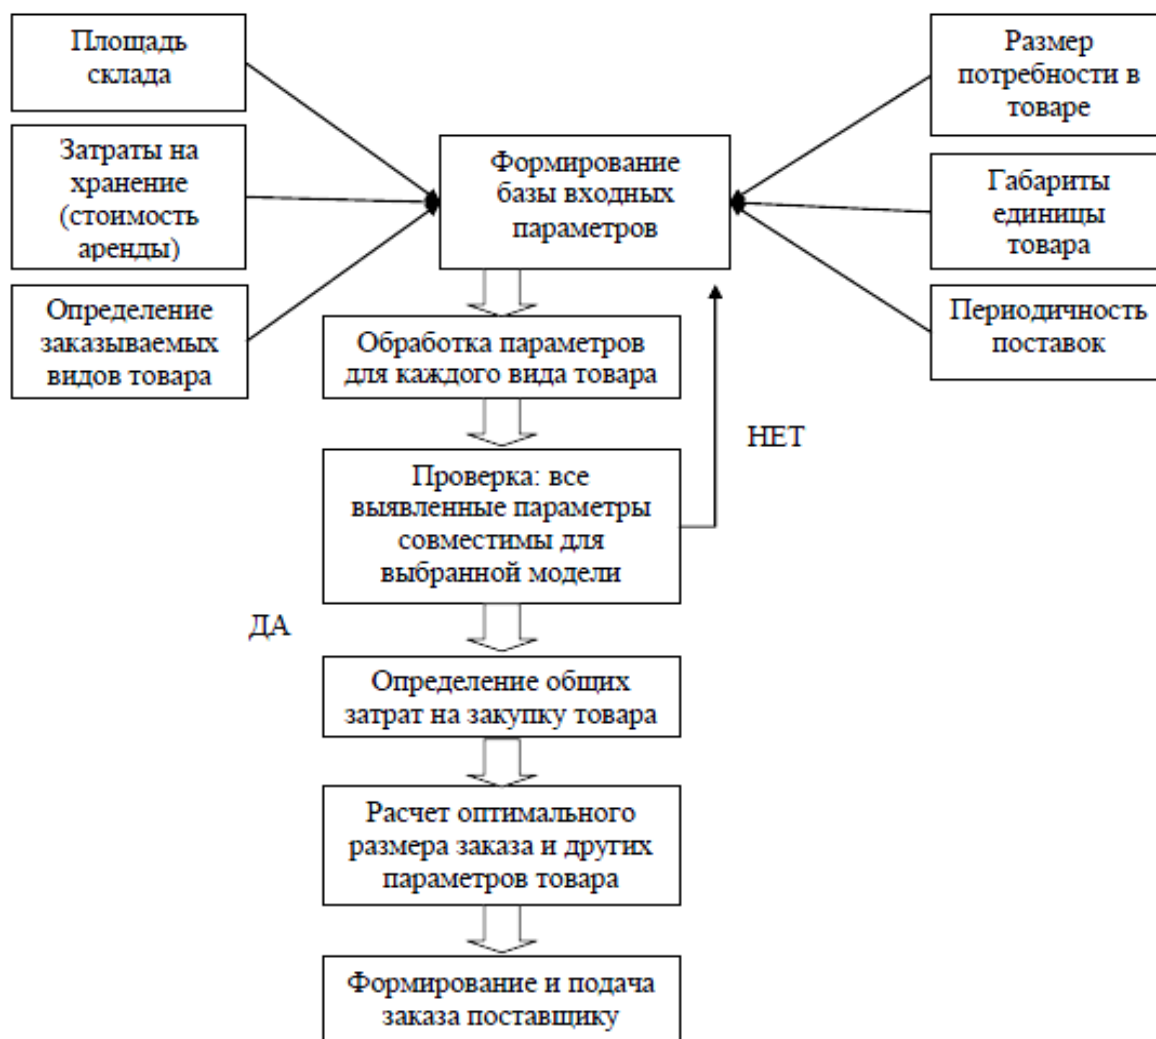 Площадь
склада
Затраты на
хранение
(стоимость
аренды)
Определение
заказываемых
видов товара
Формирование
базы входных
параметров
Размер
потребности в
товаре
Габариты
единицы
товара
Периодичность
поставок
Обработка параметров
для каждого вида товара
НЕТ
Проверка: все
выявленные параметры
совместимы для
выбранной модели
ДА
Определение общих
затрат на закупку товара
Расчет оптимального
размера заказа и других
параметров товара
Формирование и подача
заказа поставщику